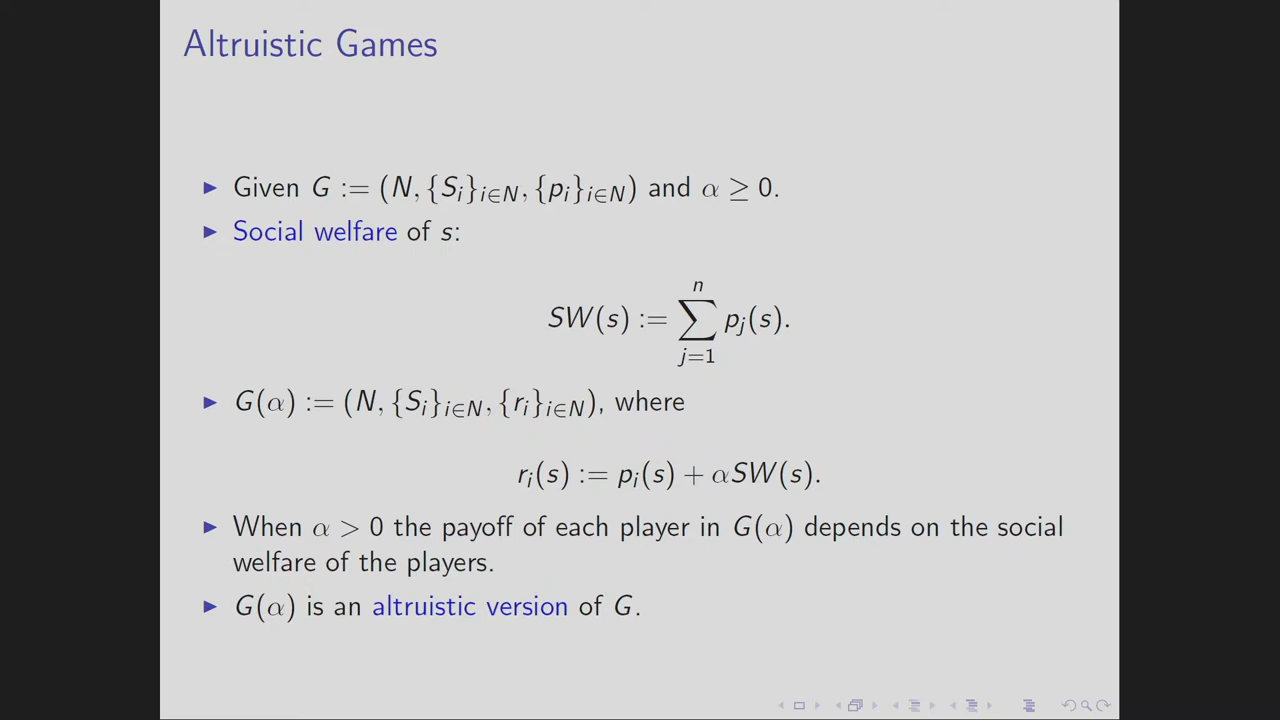 Altruistic Games
▶ Given G := (N, {S_i}_{i∈N}, {p_i}_{i∈N}) and α ≥ 0.
▶ Social welfare of s:
SW(s) := ∑_{j=1}^{n} p_j(s).
▶ G(α) := (N, {S_i}_{i∈N}, {r_i}_{i∈N}), where
r_i(s) := p_i(s) + αSW(s).
▶ When α > 0 the payoff of each player in G(α) depends on the social
welfare of the players.
▶ G(α) is an altruistic version of G.